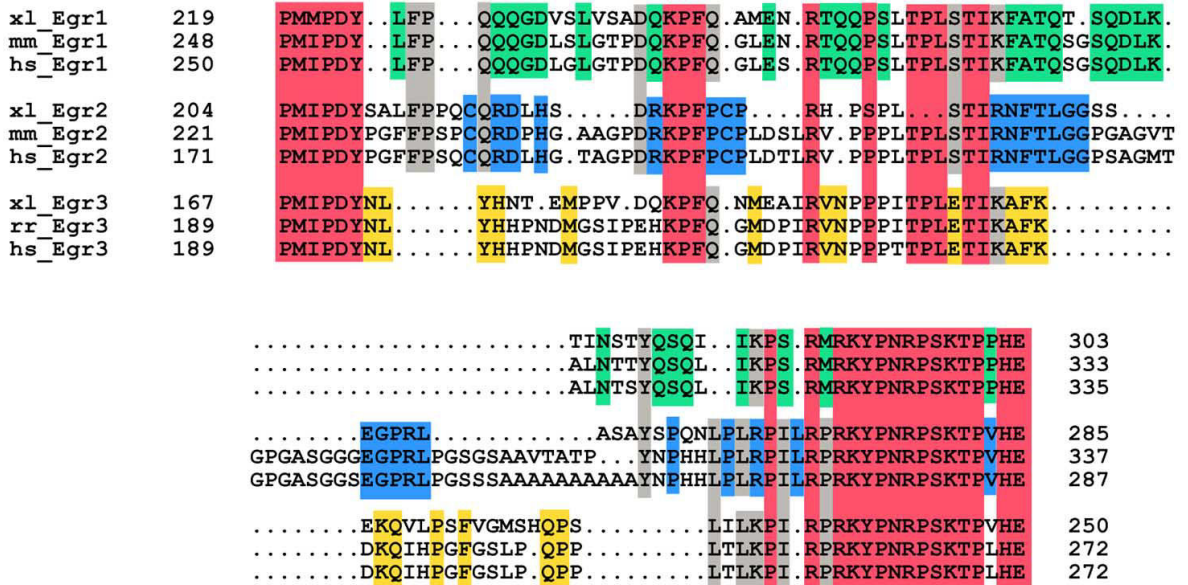 xl_Egr1 219 PMMPDY.LFP...QQQGDVSLVSADQKPFQ.AMEN.RTQQPSLTPLSTIKFATQT.SQDLK.
mm_Egr1 248 PMIPDY..LFP...QQQGDLSLGTPDQKPFQ.GLEN.RTQQPSLTPLSTIKFATQSGSQDLK.
hs_Egr1 250 PMIPDY..LFP...QQQGDLGLGTPDQKPFQ.GLES.RTQQPSLTPLSTIKAFATQSGSQDLK.
xl_Egr2 204 PMIPDYSALFPPQCQRDLHS.....DRKPFPCP....RH.PSPL...STIRNFTLGGSS....
mm_Egr2 221 PMIPDYPGFFPSPCQRDPHG.AAGPDRKPFPCPLDSLRV.PPPLTPLSTIRNFTLGGPGAGVT
hs_Egr2 171 PMIPDYPGFFPSQCQRDLHG.TAGPDRKPFPCPLDTLRV.PPPLTPLSTIRNFTLGGPSAGMT
xl_Egr3 167 PMIPDYNL......YHNT.EMPPV.DQKPFQ.NMEAIRVNPPPITPLETIKAFK.........
rr_Egr3 189 PMIPDYNL......YHHPNDMGSIPEHKPFQ.GMDPIRVNPPPITPLETIKAFK.........
hs_Egr3 189 PMIPDYNL......YHHPNDMGSIPEHKPFQ.GMDPIRVNPPPTTPLETIKAFK.........
.......................TINSTYQSQI..IKPS.RMRKYPNRPSKTPPHE 303
.......................ALNTTYQSQL..IKPS.RMRKYPNRPSKTPPHE 333
.......................ALNTSYQSQL..IKPS.RMRKYPNRPSKTPPHE 335
........EGPRL............ASAYSPQNLPLRPILRPRKYPNRPSKTPVHE 285
GPGASGGGEGPRLPGSGSAAVTATP...YNPHHLPLRPILRPRKYPNRPSKTPVHE 337
GPGASGGSEGPRLPGSSSAAAAAAAAAAYNPHHLPLRPILRPRKYPNRPSKTPVHE 287
........EKQVLPSFVGMSHQPS.........LILKPI.RPRKYPNRPSKTPVHE 250
........DKQIHPGFGSLP.QPP.........LTLKPI.RPRKYPNRPSKTPLHE 272
........DKQIHPGFGSLP.QPP.........LTLKPI.RPRKYPNRPSKTPLHE 272